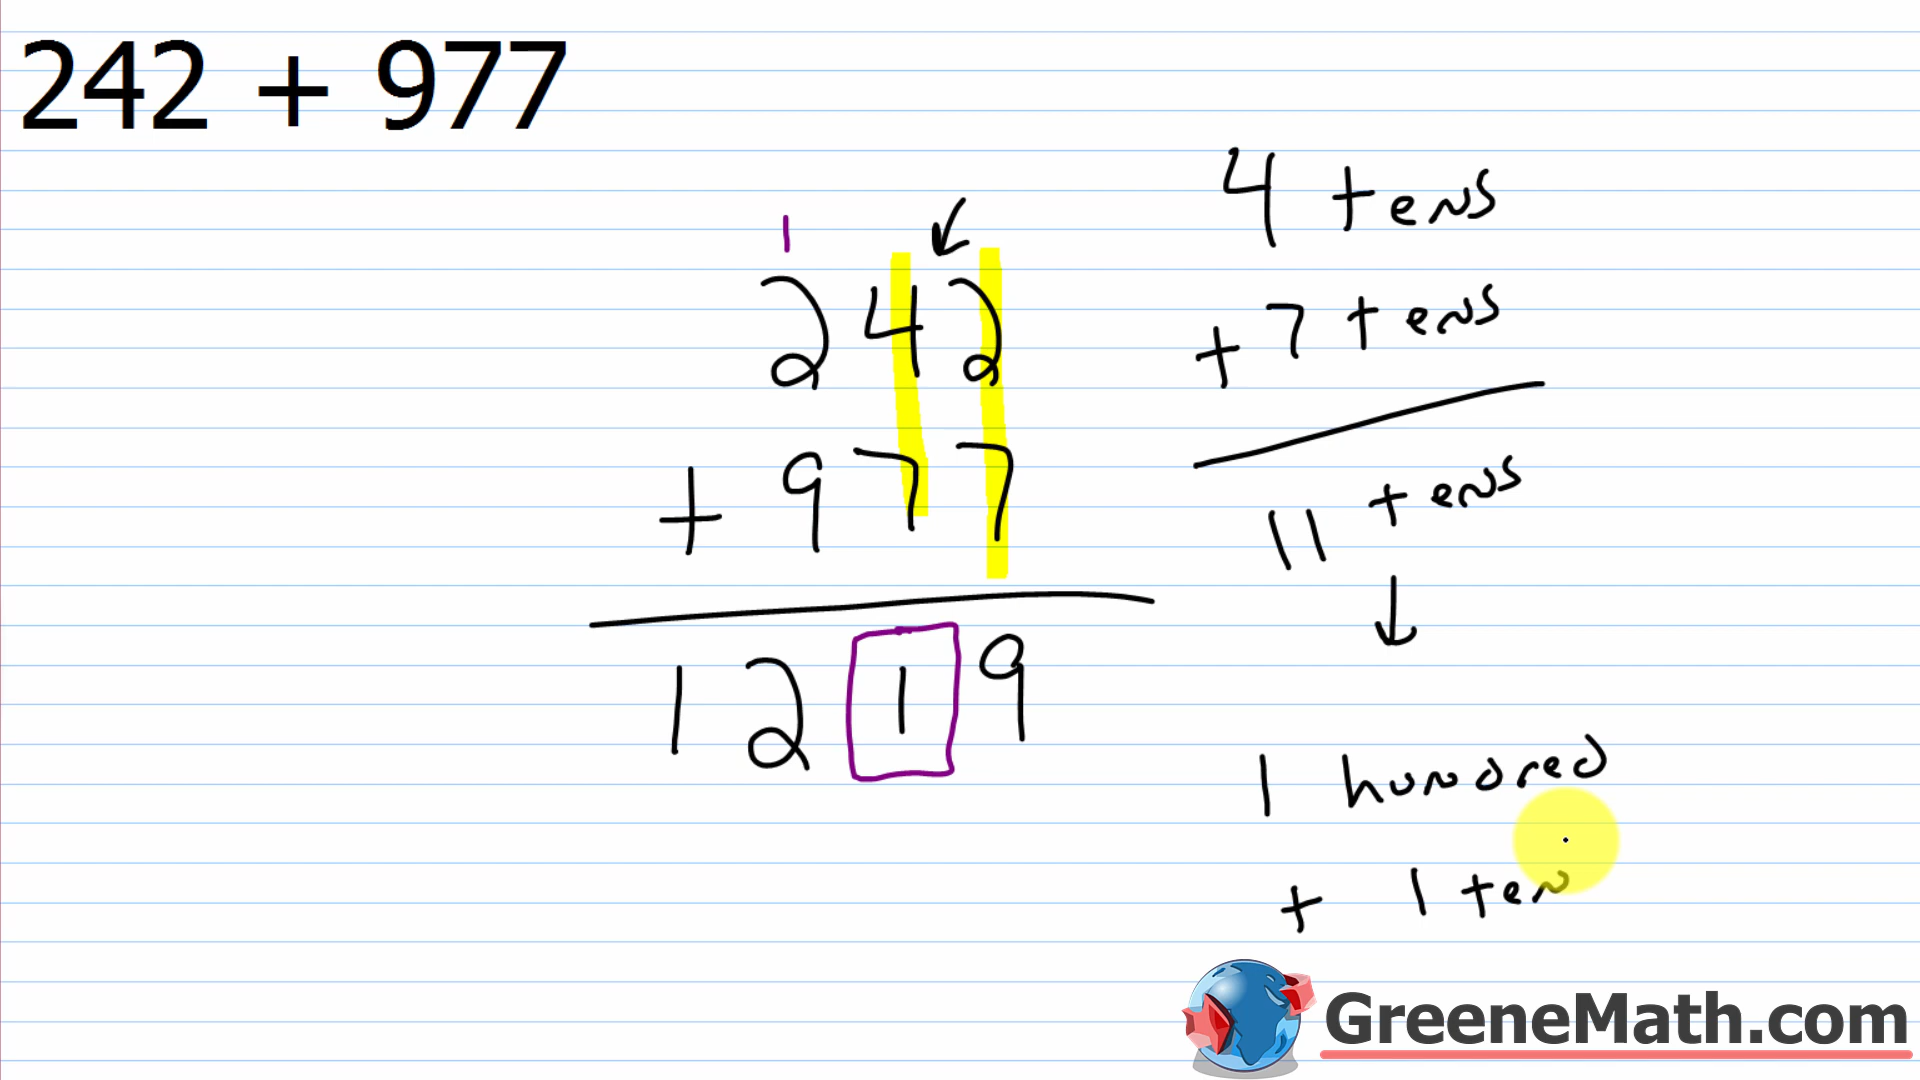 242 + 977
1
242
+ 977
1219
4 tens
+ 7 tens
11 tens
1 hundred
+ 1 ten
GreeneMath.com